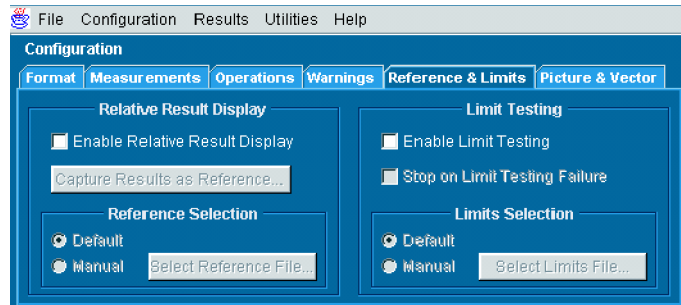 File Configuration Results Utilities Help
Configuration
Format Measurements Operations Warnings Reference & Limits Picture & Vector
Relative Result Display
Enable Relative Result Display
Capture Results as Reference...
Reference Selection
Default
Manual Select Reference File...
Limit Testing
Enable Limit Testing
Stop on Limit Testing Failure
Limits Selection
Default
Manual Select Limits File...